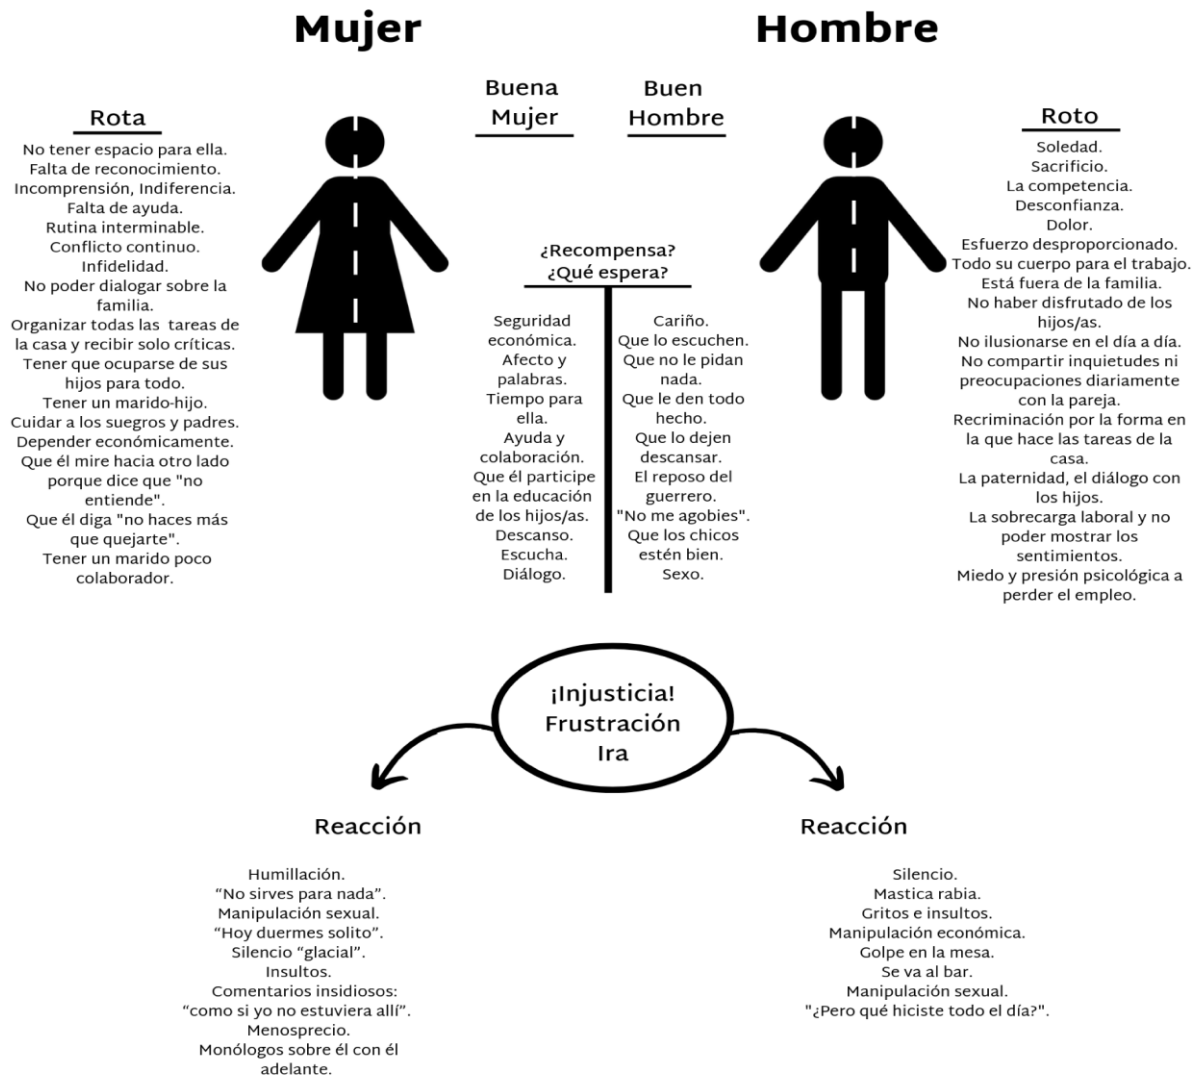 Mujer
Hombre
Rota
No tener espacio para ella.
Falta de reconocimiento.
Incomprensión, Indiferencia.
Falta de ayuda.
Rutina interminable.
Conflicto continuo.
Infidelidad.
No poder dialogar sobre la
familia.
Organizar todas las tareas de
la casa y recibir solo críticas.
Tener que ocuparse de sus
hijos para todo.
Tener un marido-hijo.
Cuidar a los suegros y padres.
Depender económicamente.
Que él mire hacia otro lado
porque dice que "no
entiende".
Que él diga "no haces más
que quejarte".
Tener un marido poco
colaborador.
Buena
Mujer
Buen
Hombre
¿Recompensa?
¿Qué espera?
Seguridad
económica.
Afecto y
palabras.
Tiempo para
ella.
Ayuda y
colaboración.
Que él participe
en la educación
de los hijos/as.
Descanso.
Escucha.
Diálogo.
Cariño.
Que lo escuchen.
Que no le pidan
nada.
Que le den todo
hecho.
Que lo dejen
descansar.
El reposo del
guerrero.
"No me agobies".
Que los chicos
estén bien.
Sexo.
Roto
Soledad.
Sacrificio.
La competencia.
Desconfianza.
Dolor.
Esfuerzo desproporcionado.
Todo su cuerpo para el trabajo.
Está fuera de la familia.
No haber disfrutado de los
hijos/as.
No ilusionarse en el día a día.
No compartir inquietudes ni
preocupaciones diariamente
con la pareja.
Recriminación por la forma en
la que hace las tareas de la
casa.
La paternidad, el diálogo con
los hijos.
La sobrecarga laboral y no
poder mostrar los
sentimientos.
Miedo y presión psicológica a
perder el empleo.
¡Injusticia!
Frustración
Ira
Reacción
Humillación.
“No sirves para nada”.
Manipulación sexual.
“Hoy duermes solito”.
Silencio “glacial”.
Insultos.
Comentarios insidiosos:
“como si yo no estuviera allí”.
Menosprecio.
Monólogos sobre él con él
adelante.
Reacción
Silencio.
Mastica rabia.
Gritos e insultos.
Manipulación económica.
Golpe en la mesa.
Se va al bar.
Manipulación sexual.
"¿Pero qué hiciste todo el día?".